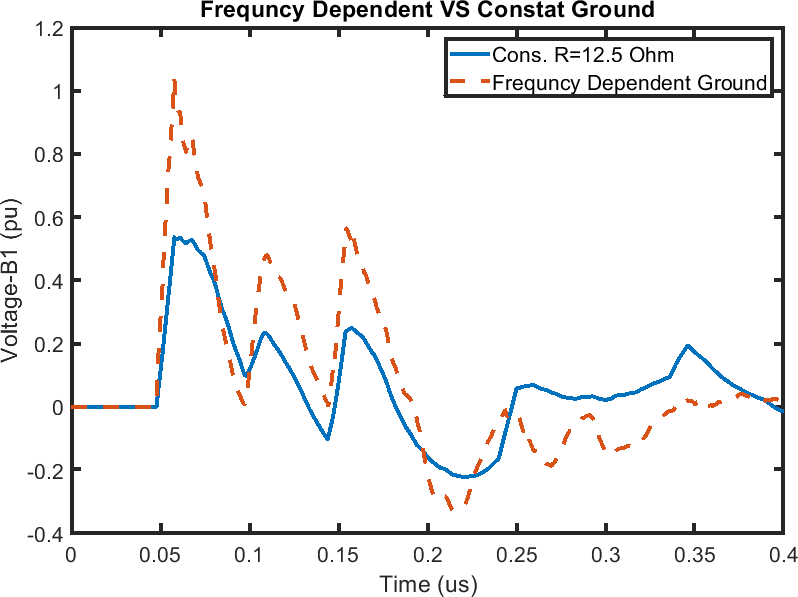 Frequncy Dependent VS Constat Ground
1.2
1
0.8
0.6
0.4
0.2
0
-0.2
-0.4
Voltage-B1 (pu)
Cons. R=12.5 Ohm
Frequncy Dependent Ground
0 0.05 0.1 0.15 0.2 0.25 0.3 0.35 0.4
Time (us)